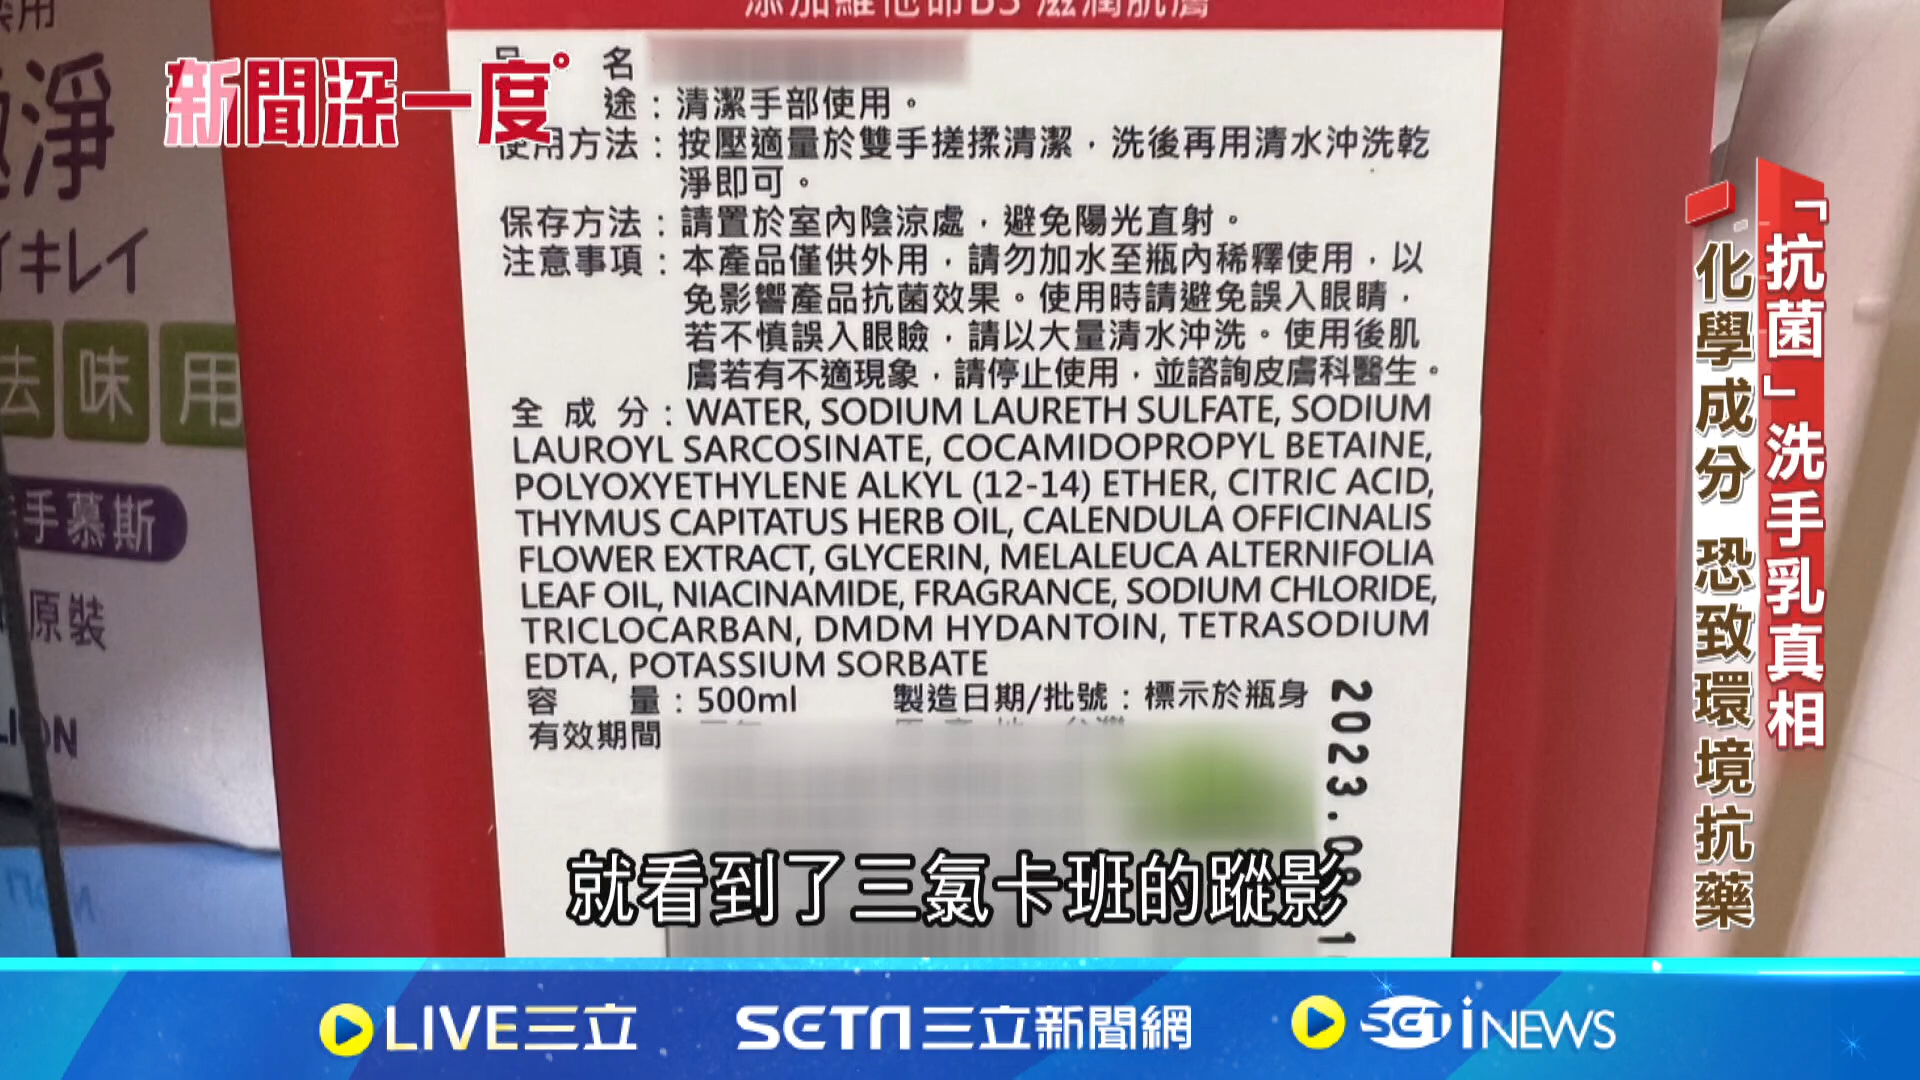 添加維他命B3 滋潤肌膚
新聞深一度
品 名
途：清潔手部使用。
使用方法：按壓適量於雙手搓揉清潔，洗後再用清水沖洗乾
淨即可。
保存方法：請置於室內陰涼處，避免陽光直射。
注意事項：本產品僅供外用，請勿加水至瓶內稀釋使用，以
免影響產品抗菌效果。使用時請避免誤入眼睛，
若不慎誤入眼瞼，請以大量清水沖洗。使用後肌
膚若有不適現象，請停止使用，並諮詢皮膚科醫生。
全成分：WATER, SODIUM LAURETH SULFATE, SODIUM
LAUROYL SARCOSINATE, COCAMIDOPROPYL BETAINE,
POLYOXYETHYLENE ALKYL (12-14) ETHER, CITRIC ACID,
THYMUS CAPITATUS HERB OIL, CALENDULA OFFICINALIS
FLOWER EXTRACT, GLYCERIN, MELALEUCA ALTERNIFOLIA
LEAF OIL, NIACINAMIDE, FRAGRANCE, SODIUM CHLORIDE,
TRICLOCARBAN, DMDM HYDANTOIN, TETRASODIUM
EDTA, POTASSIUM SORBATE
容量：500ml 製造日期/批號：標示於瓶身
有效期間
2023.
淨
イキレイ
去味用
手慕斯
原裝
LION
「抗菌」洗手乳真相
化學成分 恐致環境抗藥
就看到了三氯卡班的蹤影
LIVE三立
SETN三立新聞網
SETiNEWS